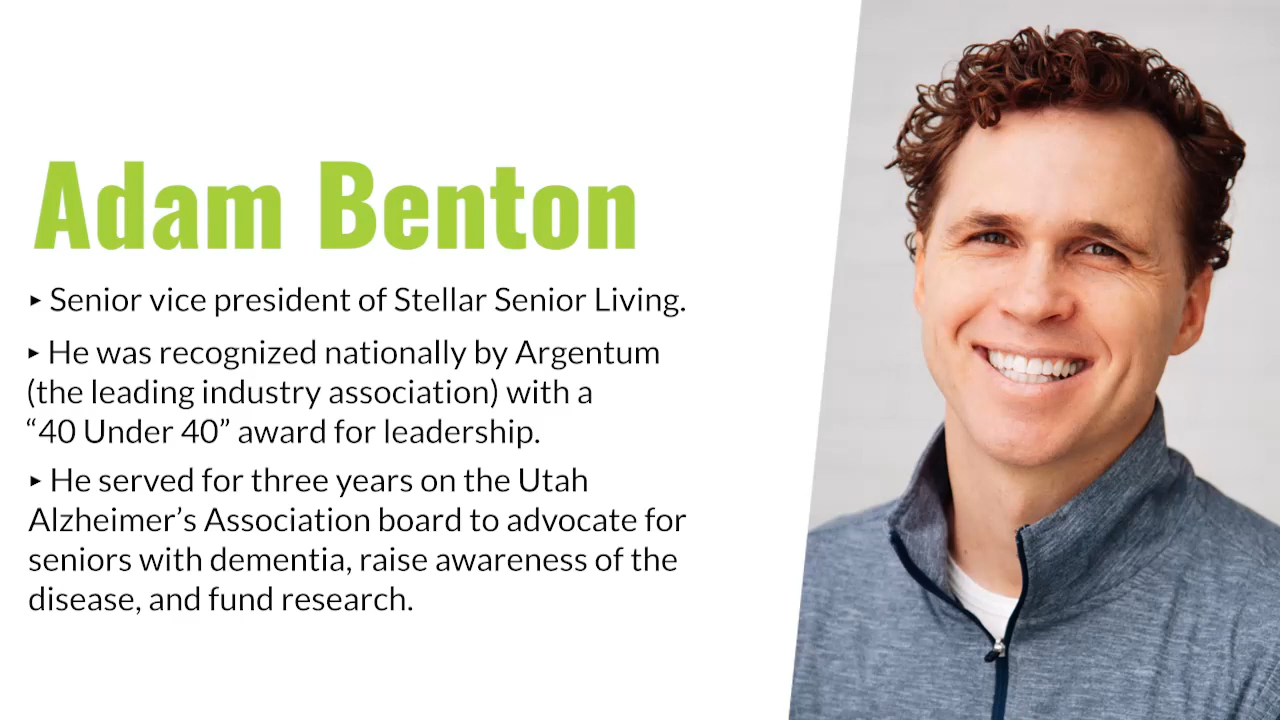 Adam Benton
‣ Senior vice president of Stellar Senior Living.
‣ He was recognized nationally by Argentum
(the leading industry association) with a
“40 Under 40” award for leadership.
‣ He served for three years on the Utah
Alzheimer’s Association board to advocate for
seniors with dementia, raise awareness of the
disease, and fund research.